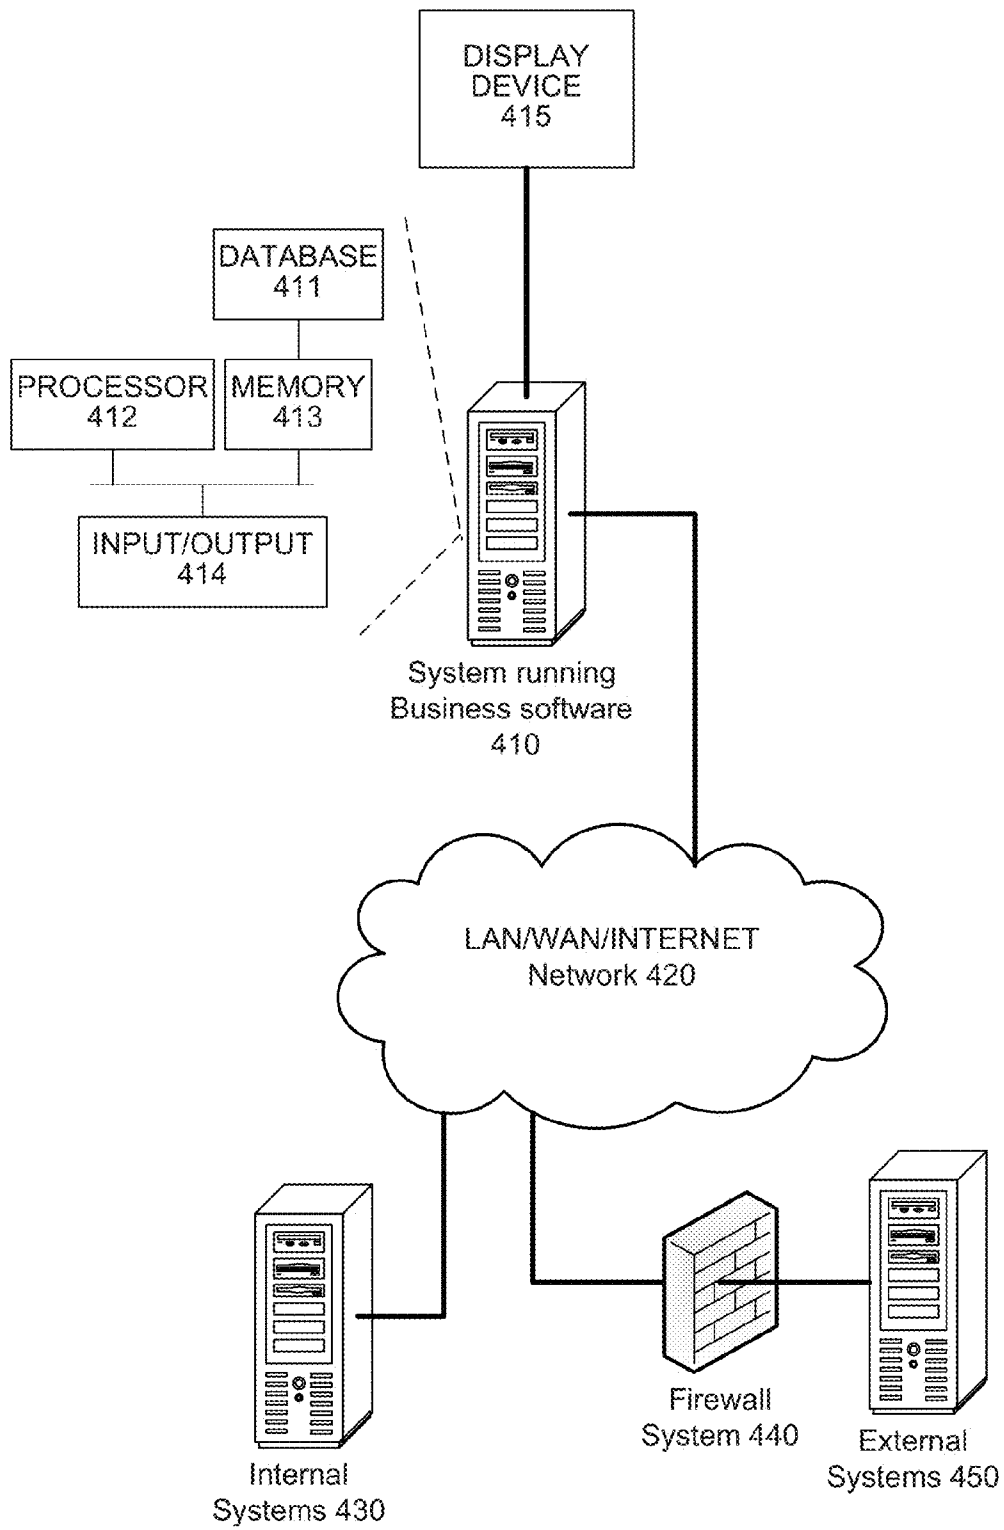 DISPLAY
DEVICE
415
DATABASE
411
PROCESSOR
412
MEMORY
413
INPUT/OUTPUT
414
System running
Business software
410
LAN/WAN/INTERNET
Network 420
Firewall
System 440
External
Systems 450
Internal
Systems 430